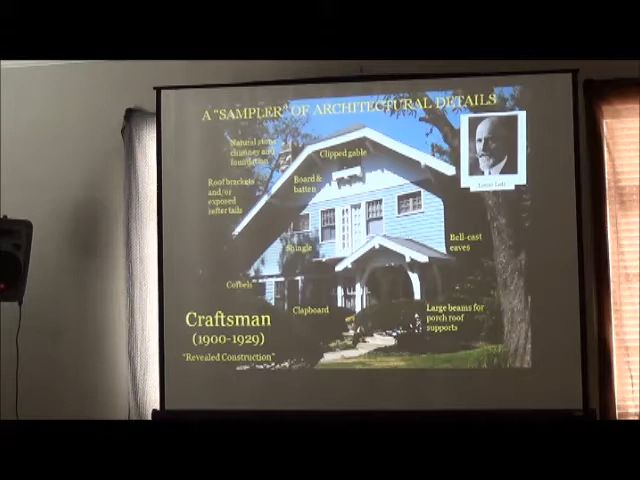 A "SAMPLER" OF ARCHITECTURAL DETAILS
Natural stone
chimney and
foundation
Clipped gable
Roof brackets
and/or
exposed
rafter tails
Board &
batten
Shingle
Bell-cast
eaves
Corbels
Clapboard
Large beams for
porch roof
supports
Craftsman
(1900-1929)
"Revealed Construction"